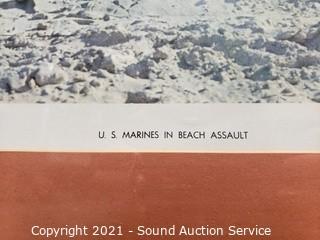 U. S. MARINES IN BEACH ASSAULT
Copyright 2021 - Sound Auction Service